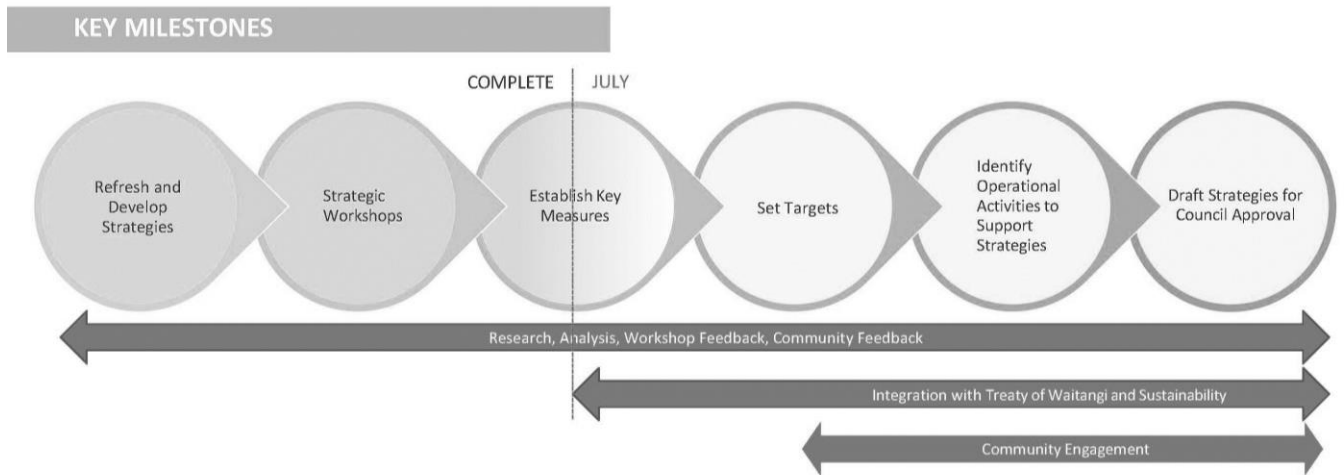 KEY MILESTONES
COMPLETE
JULY
Refresh and
Develop
Strategies
Strategic
Workshops
Establish Key
Measures
Set Targets
Identify
Operational
Activities to
Support
Strategies
Draft Strategies for
Council Approval
Research, Analysis, Workshop Feedback, Community Feedback
Integration with Treaty of Waitangi and Sustainability
Community Engagement